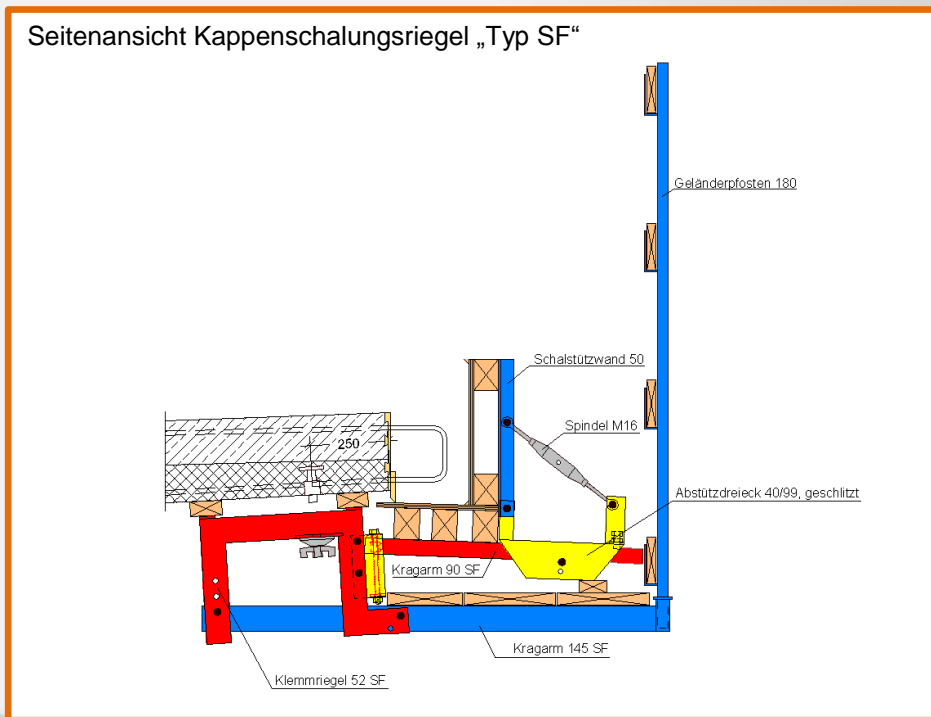 Seitenansicht Kappenschalungsriegel „Typ SF“
Geländerpfosten 180
Schalstützwand 50
Spindel M16
250
Abstützdreieck 40/99, geschlitzt
Kragarm 90 SF
Kragarm 145 SF
Klemmriegel 52 SF